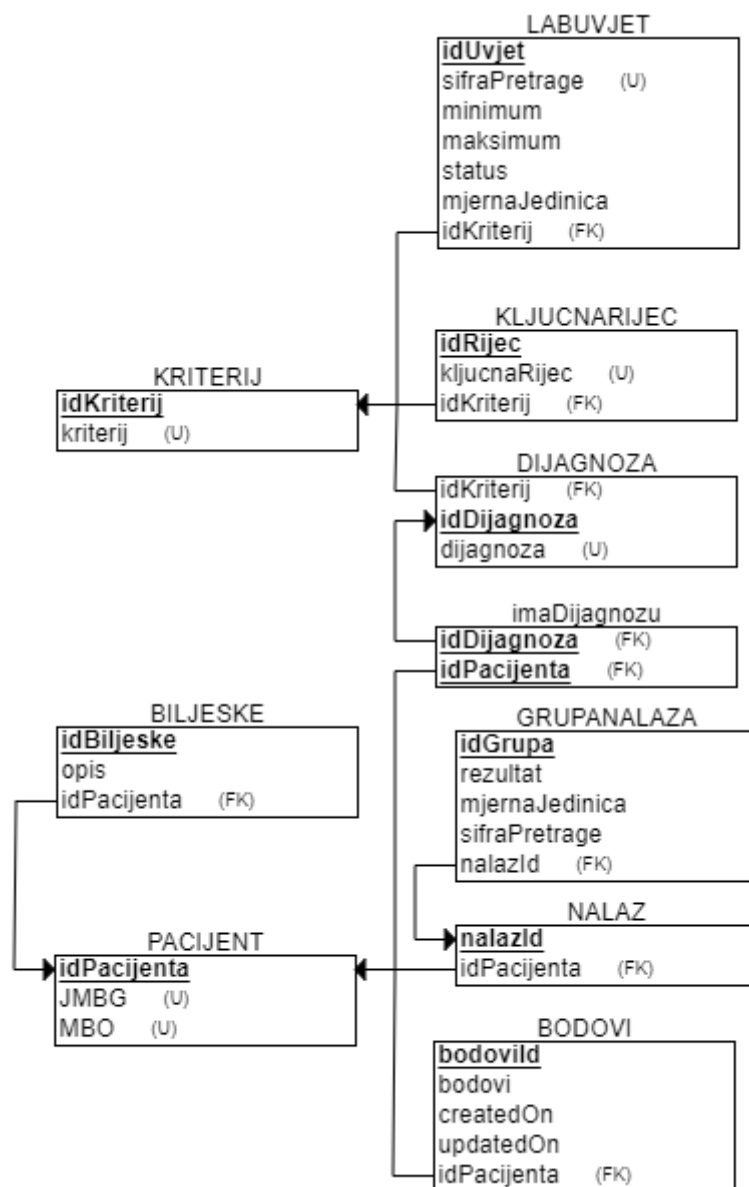 LABUVJET
idUvjet
sifraPretrage (U)
minimum
maksimum
status
mjernaJedinica
idKriterij (FK)
KLJUCNARIJEC
idRijec
kljucnaRijec (U)
idKriterij (FK)
KRITERIJ
idKriterij
kriterij (U)
DIJAGNOZA
idKriterij (FK)
idDijagnoza
dijagnoza (U)
imaDijagnozu
idDijagnoza (FK)
idPacijenta (FK)
BILJESKE
idBiljeske
opis
idPacijenta (FK)
GRUPANALAZA
idGrupa
rezultat
mjernaJedinica
sifraPretrage
nalazId (FK)
NALAZ
nalazId
idPacijenta (FK)
PACIJENT
idPacijenta
JMBG (U)
MBO (U)
BODOVI
bodoviId
bodovi
createdOn
updatedOn
idPacijenta (FK)